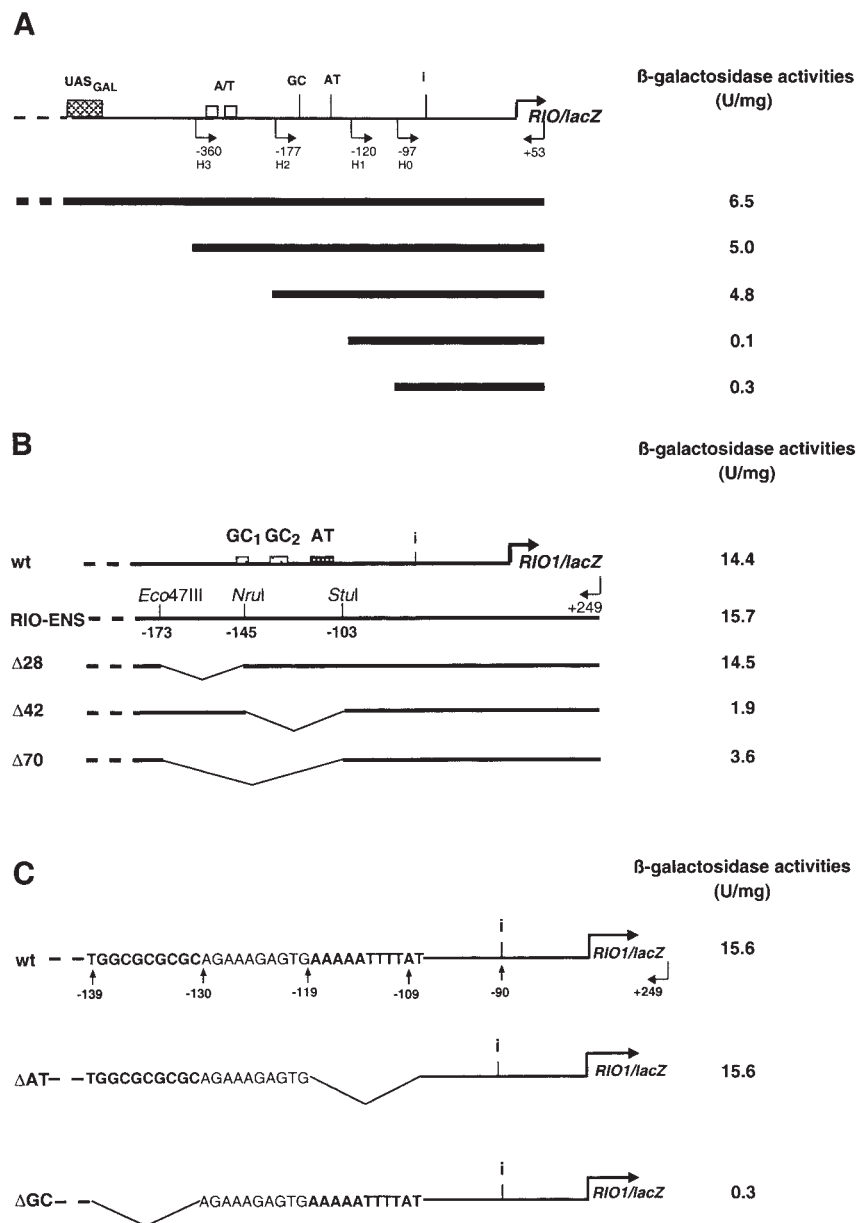 A
ß-galactosidase activities
(U/mg)
UASGAL A/T GC AT i
RIO/lacZ
-360 -177 -120 -97 +53
H3 H2 H1 H0
6.5
5.0
4.8
0.1
0.3
B
ß-galactosidase activities
(U/mg)
GC1 GC2 AT i
wt RIO1/lacZ 14.4
Eco47III NruI StuI +249
RIO-ENS 15.7
-173 -145 -103
Δ28 14.5
Δ42 1.9
Δ70 3.6
C
ß-galactosidase activities
(U/mg)
i
wt TGGCGCGCGCAGAAAGAGTGAAAAATTTTAT RIO1/lacZ 15.6
-139 -130 -119 -109 -90 +249
i
ΔAT TGGCGCGCGCAGAAAGAGTG RIO1/lacZ 15.6
i
ΔGC AGAAAGAGTGAAAAATTTTAT RIO1/lacZ 0.3